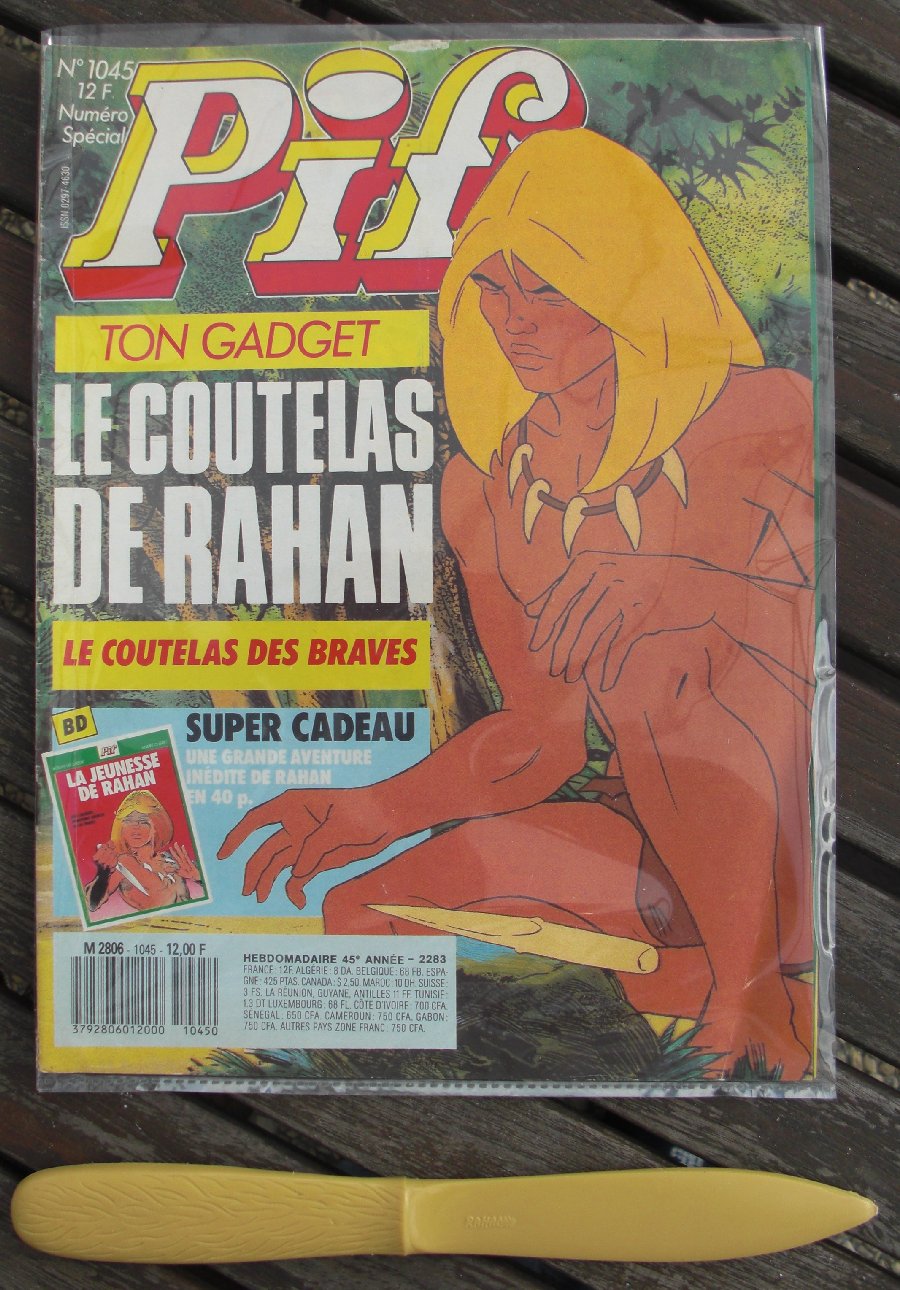 N° 1045
12 F.
Numéro
Spécial
Pif
ISSN 0297 4630
TON GADGET
LE COUTELAS
DE RAHAN
LE COUTELAS DES BRAVES
BD
SUPER CADEAU
UNE GRANDE AVENTURE
INÉDITE DE RAHAN
EN 40 p.
Pif
LA JEUNESSE
DE RAHAN
M 2806 - 1045 - 12,00 F
3792806012000 10450
HEBDOMADAIRE 45e ANNÉE – 2283
FRANCE: 12F. ALGERIE: 8 DA. BELGIQUE: 68 FB. ESPA-
GNE: 425 PTAS. CANADA: $ 2,50. MAROC: 10 DH. SUISSE:
3 FS. LA RÉUNION, GUYANE, ANTILLES 11 FF. TUNISIE:
1,3 DT. LUXEMBOURG: 68 FL. CÔTE D'IVOIRE: 700 CFA.
SENEGAL: 650 CFA. CAMEROUN: 750 CFA. GABON:
750 CFA. AUTRES PAYS ZONE FRANC: 750 CFA.
RAHAN